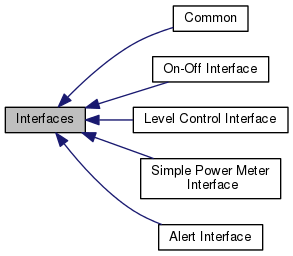 Common
On-Off Interface
Interfaces
Level Control Interface
Simple Power Meter
Interface
Alert Interface